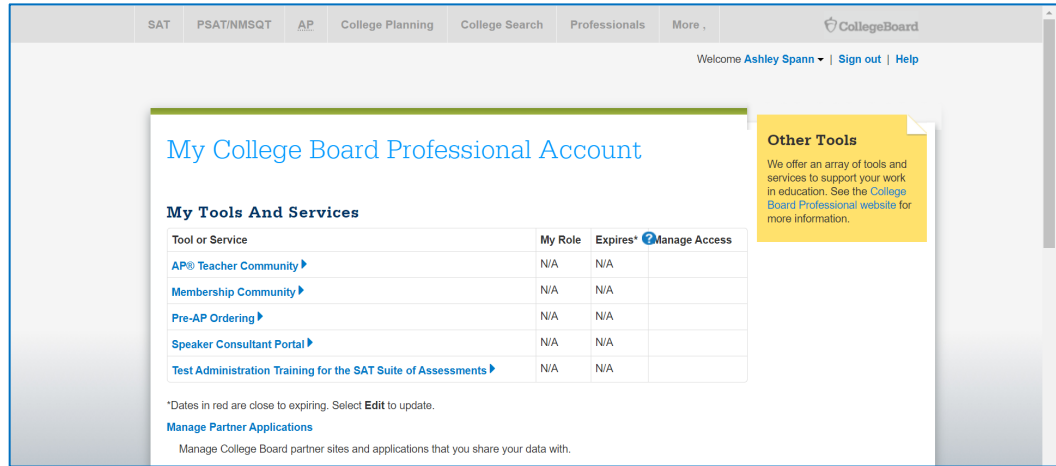 SAT PSAT/NMSQT AP College Planning College Search Professionals More , CollegeBoard
Welcome Ashley Spann | Sign out | Help
My College Board Professional Account
My Tools And Services
Tool or Service My Role Expires* ? Manage Access
AP® Teacher Community N/A N/A
Membership Community N/A N/A
Pre-AP Ordering N/A N/A
Speaker Consultant Portal N/A N/A
Test Administration Training for the SAT Suite of Assessments N/A N/A
*Dates in red are close to expiring. Select Edit to update.
Manage Partner Applications
Manage College Board partner sites and applications that you share your data with.
Other Tools
We offer an array of tools and
services to support your work
in education. See the College
Board Professional website for
more information.